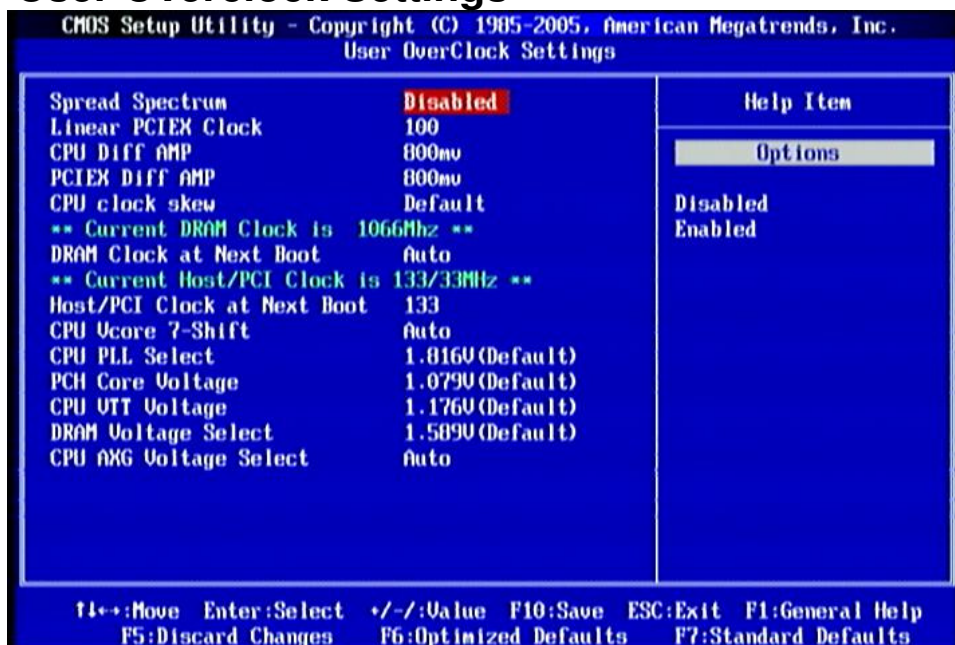 User Overclock Settings
CMOS Setup Utility - Copyright (C) 1985-2005, American Megatrends, Inc.
User OverClock Settings
Spread Spectrum Disabled
Linear PCIEX Clock 100
CPU Diff AMP 800mv
PCIEX Diff AMP 800mv
CPU clock skew Default
** Current DRAM Clock is 1066Mhz **
DRAM Clock at Next Boot Auto
** Current Host/PCI Clock is 133/33MHz **
Host/PCI Clock at Next Boot 133
CPU Vcore 7-Shift Auto
CPU PLL Select 1.816V(Default)
PCH Core Voltage 1.079V(Default)
CPU VTT Voltage 1.176V(Default)
DRAM Voltage Select 1.589V(Default)
CPU AXG Voltage Select Auto
Help Item
Options
Disabled
Enabled
↑↓←→:Move Enter:Select +/-/:Value F10:Save ESC:Exit F1:General Help
F5:Discard Changes F6:Optimized Defaults F7:Standard Defaults